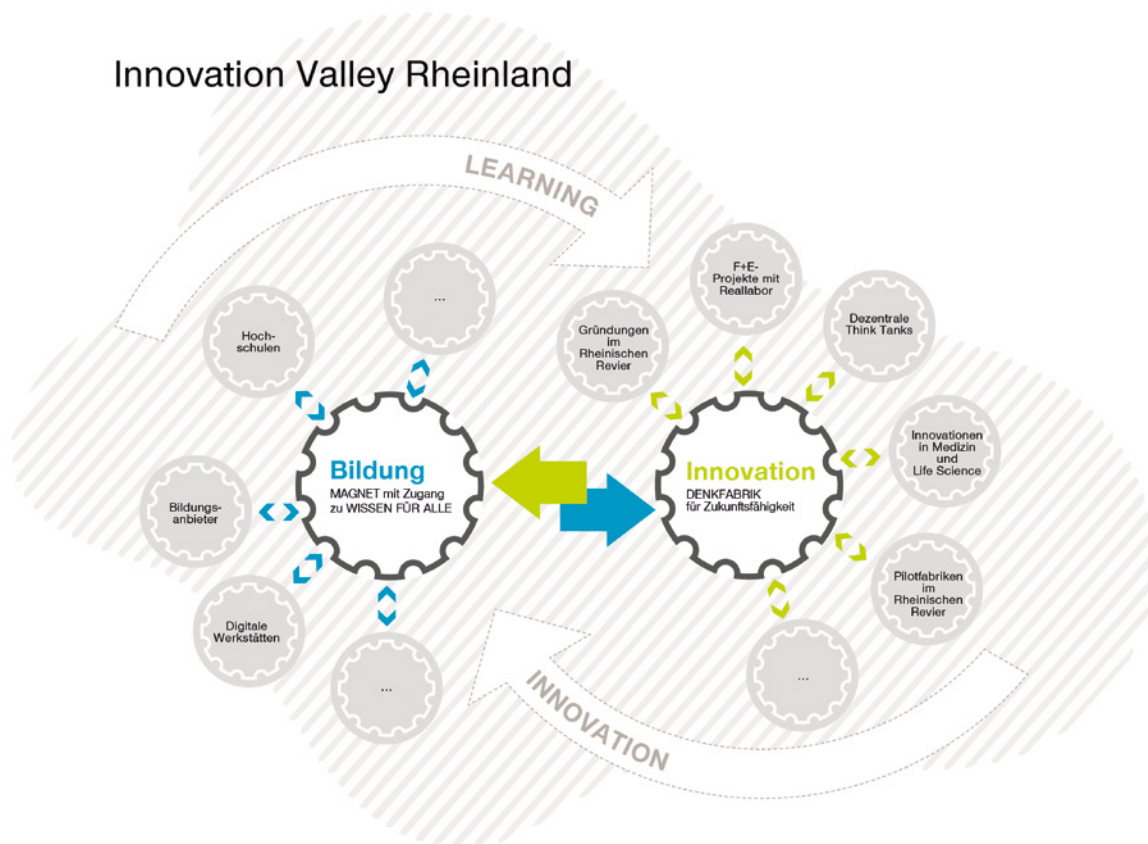 Innovation Valley Rheinland
LEARNING
...
Hoch-
schulen
Bildung
MAGNET mit Zugang
zu WISSEN FÜR ALLE
Bildungs-
anbieter
Digitale
Werkstätten
...
Gründungen
im
Rheinischen
Revier
F+E-
Projekte mit
Reallabor
Dezentrale
Think Tanks
Innovation
DENKFABRIK
für Zukunftsfähigkeit
Innovationen
in Medizin
und
Life Science
Pilotfabriken
im
Rheinischen
Revier
...
INNOVATION